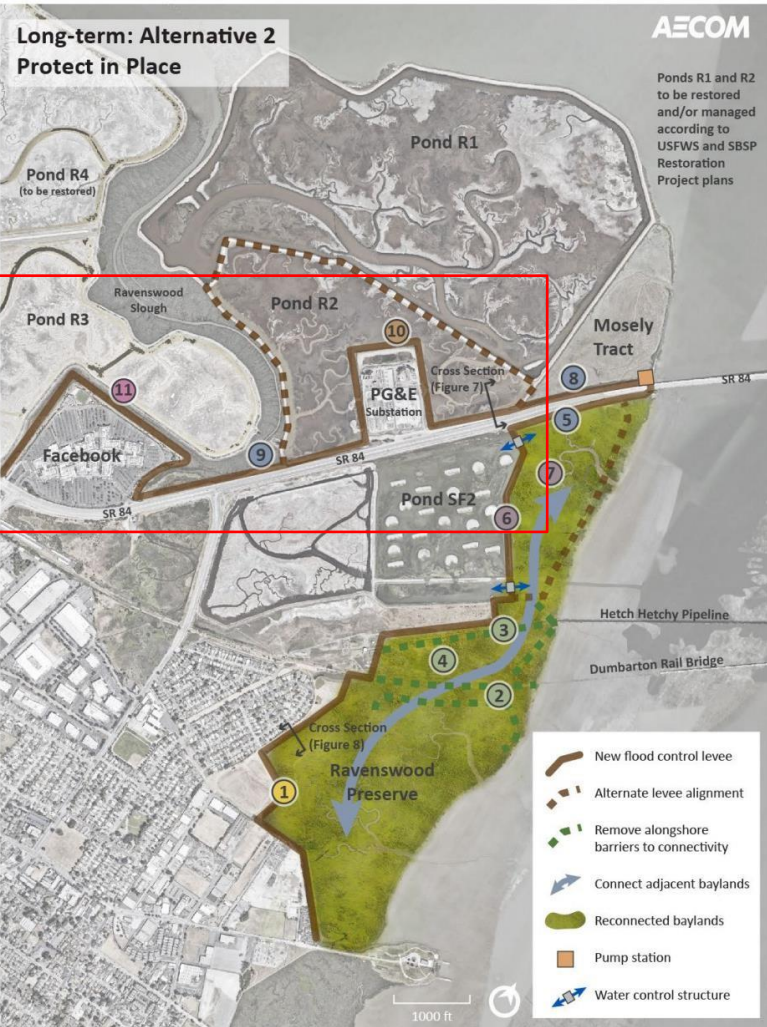 Long-term: Alternative 2
Protect in Place
AECOM
Ponds R1 and R2
to be restored
and/or managed
according to
USFWS and SBSP
Restoration
Project plans
Pond R1
Pond R4
(to be restored)
Ravenswood
Slough
Pond R2
Pond R3
Mosely
Tract
10
Cross Section
(Figure 7)
8
SR 84
11
PG&E
Substation
5
Facebook
9
SR 84
7
Pond SF2
SR 84
6
Hetch Hetchy Pipeline
3
4
Dumbarton Rail Bridge
2
Cross Section
(Figure 8)
Ravenswood
Preserve
1
New flood control levee
Alternate levee alignment
Remove alongshore
barriers to connectivity
Connect adjacent baylands
Reconnected baylands
Pump station
Water control structure
1000 ft